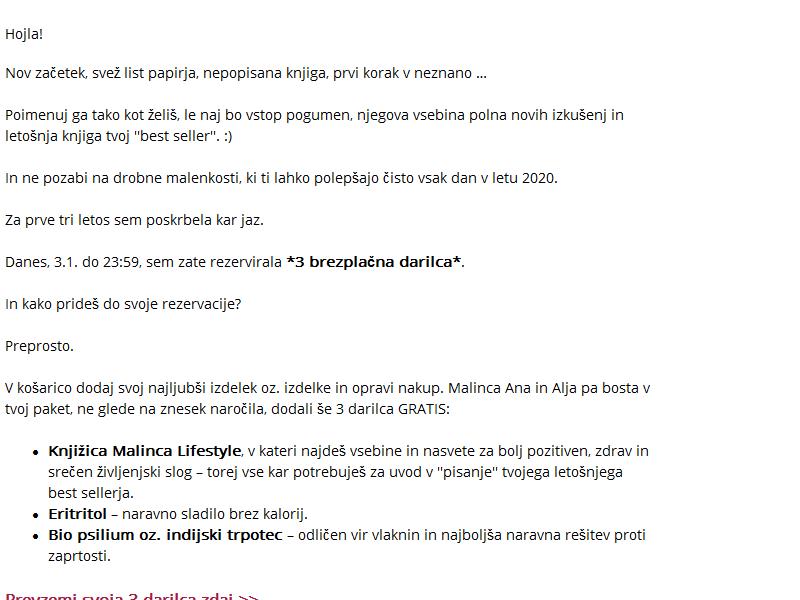 Hojla!
Nov začetek, svež list papirja, nepopisana knjiga, prvi korak v neznano ...
Poimenuj ga tako kot želiš, le naj bo vstop pogumen, njegova vsebina polna novih izkušenj in
letošnja knjiga tvoj "best seller". :)
In ne pozabi na drobne malenkosti, ki ti lahko polepšajo čisto vsak dan v letu 2020.
Za prve tri letos sem poskrbela kar jaz.
Danes, 3.1. do 23:59, sem zate rezervirala *3 brezplačna darilca*.
In kako prideš do svoje rezervacije?
Preprosto.
V košarico dodaj svoj najljubši izdelek oz. izdelke in opravi nakup. Malinca Ana in Alja pa bosta v
tvoj paket, ne glede na znesek naročila, dodali še 3 darilca GRATIS:
• Knjižica Malinca Lifestyle, v kateri najdeš vsebine in nasvete za bolj pozitiven, zdrav in
srečen življenjski slog – torej vse kar potrebuješ za uvod v "pisanje" tvojega letošnjega
best sellerja.
• Eritritol – naravno sladilo brez kalorij.
• Bio psilium oz. indijski trpotec – odličen vir vlaknin in najboljša naravna rešitev proti
zaprtosti.
Prevzemi svoja 3 darilca zdaj >>